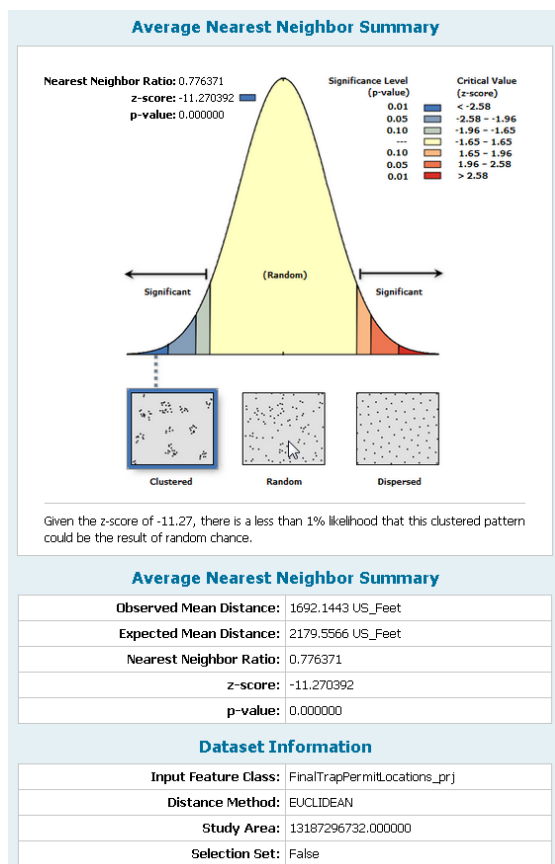 Average Nearest Neighbor Summary
Nearest Neighbor Ratio: 0.776371
z-score: -11.270392
p-value: 0.000000
Significance Level
(p-value)
Critical Value
(z-score)
0.01 < -2.58
0.05 -2.58 - -1.96
0.10 -1.96 - -1.65
--- -1.65 - 1.65
0.10 1.65 - 1.96
0.05 1.96 - 2.58
0.01 > 2.58
(Random)
Significant
Significant
Clustered
Random
Dispersed
Given the z-score of -11.27, there is a less than 1% likelihood that this clustered pattern
could be the result of random chance.
Average Nearest Neighbor Summary
Observed Mean Distance: 1692.1443 US_Feet
Expected Mean Distance: 2179.5566 US_Feet
Nearest Neighbor Ratio: 0.776371
z-score: -11.270392
p-value: 0.000000
Dataset Information
Input Feature Class: FinalTrapPermitLocations_prj
Distance Method: EUCLIDEAN
Study Area: 13187296732.000000
Selection Set: False